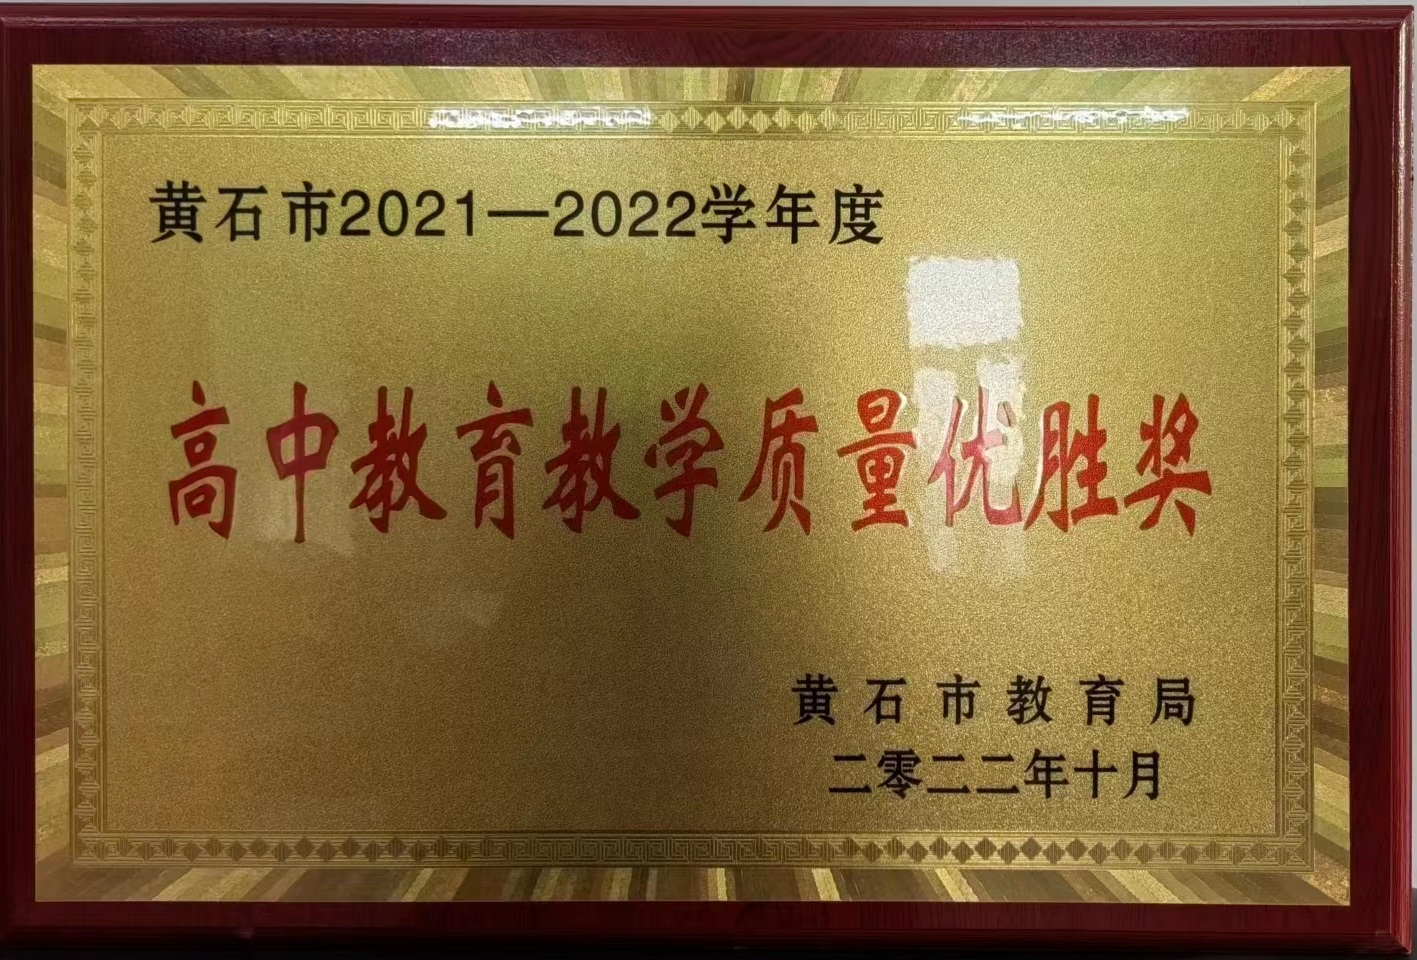 黄石市2021—2022学年度
高中教育教学质量优胜奖
黄石市教育局
二零二二年十月